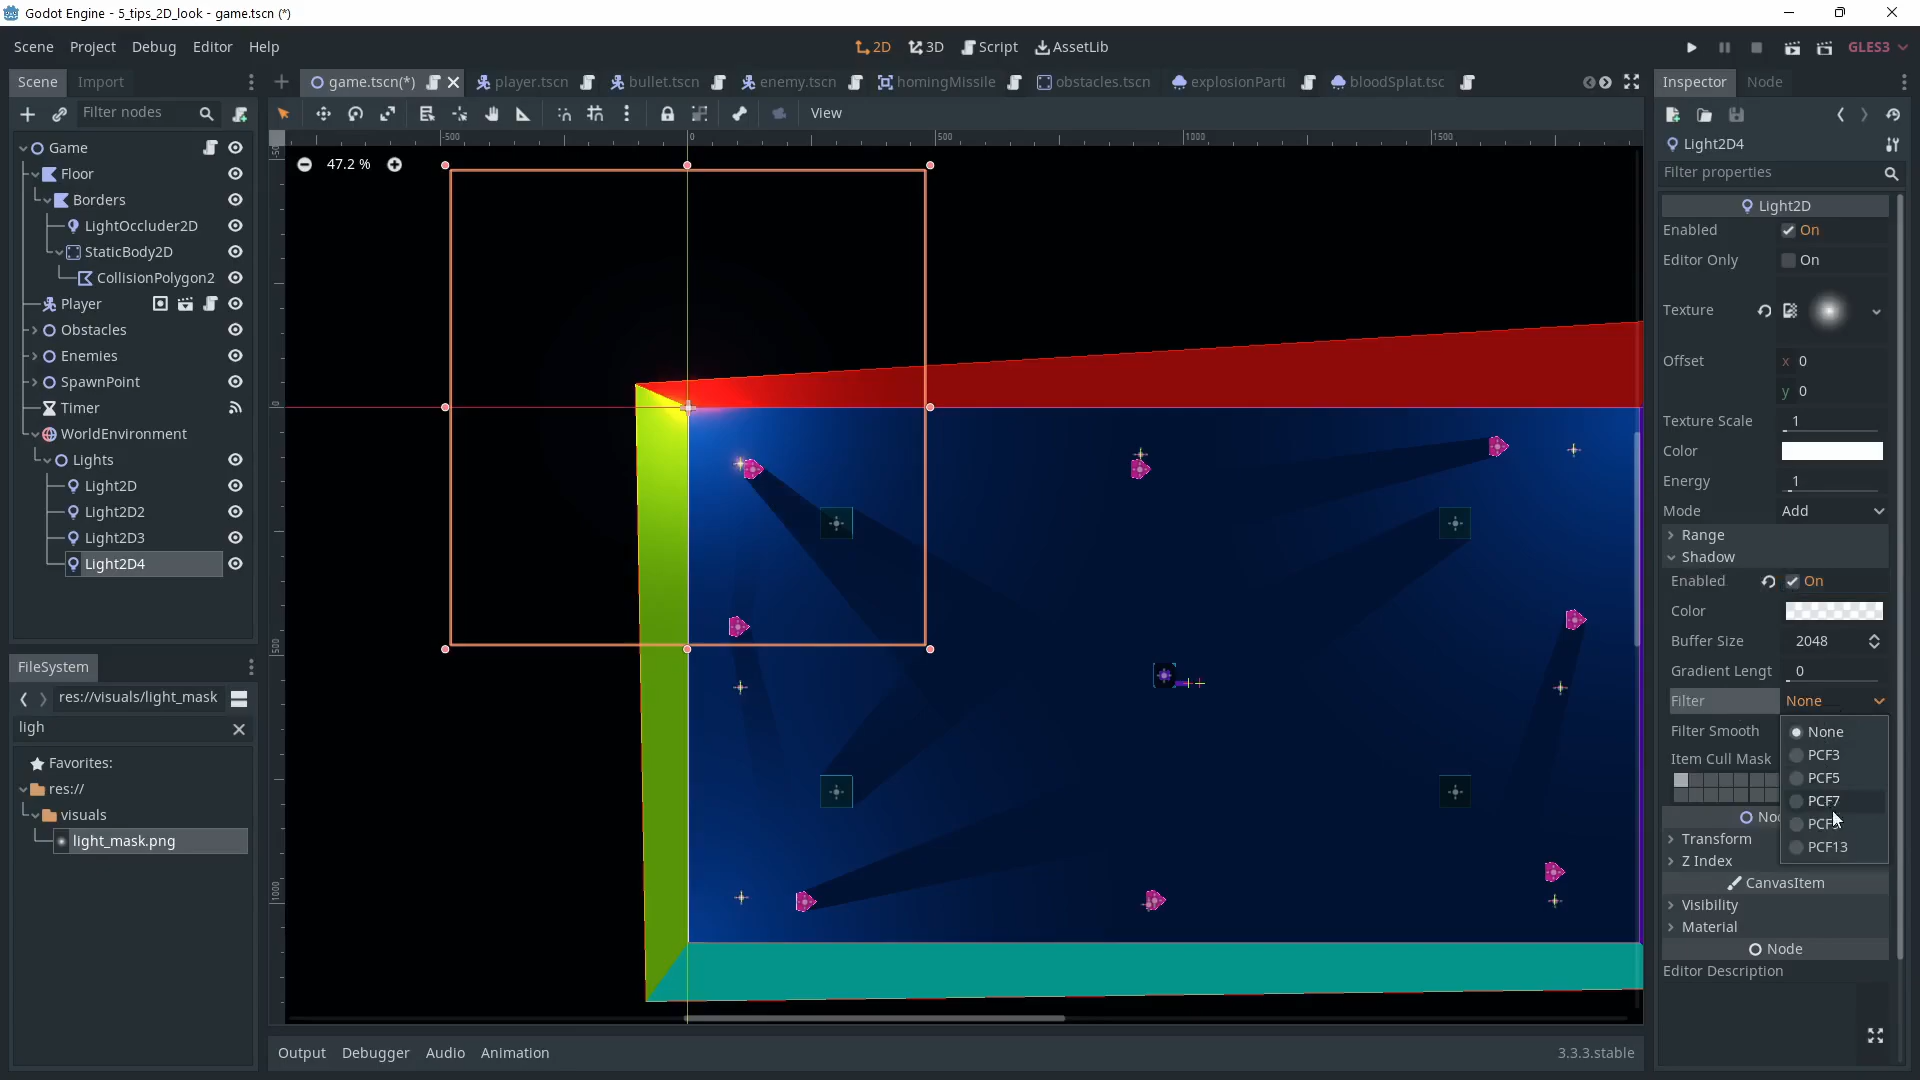 Godot Engine - 5_tips_2D_look - game.tscn (*)
Scene Project Debug Editor Help
2D 3D Script AssetLib
GLES3
Scene Import
game.tscn(*) player.tscn bullet.tscn enemy.tscn homingMissile obstacles.tscn explosionParti bloodSplat.tsc
Inspector Node
Filter nodes
View
Game
Floor
Borders
LightOccluder2D
StaticBody2D
CollisionPolygon2
Player
Obstacles
Enemies
SpawnPoint
Timer
WorldEnvironment
Lights
Light2D
Light2D2
Light2D3
Light2D4
FileSystem
res://visuals/light_mask
ligh
Favorites:
res://
visuals
light_mask.png
-500 0 500 1000 1500
47.2 %
0
500
1000
Output Debugger Audio Animation
3.3.3.stable
Light2D4
Filter properties
Light2D
Enabled On
Editor Only On
Texture
Offset x 0
y 0
Texture Scale 1
Color
Energy 1
Mode Add
Range
Shadow
Enabled On
Color
Buffer Size 2048
Gradient Lengt 0
Filter None
Filter Smooth
Item Cull Mask
None
PCF3
PCF5
PCF7
PCF13
Transform
Z Index
CanvasItem
Visibility
Material
Node
Editor Description